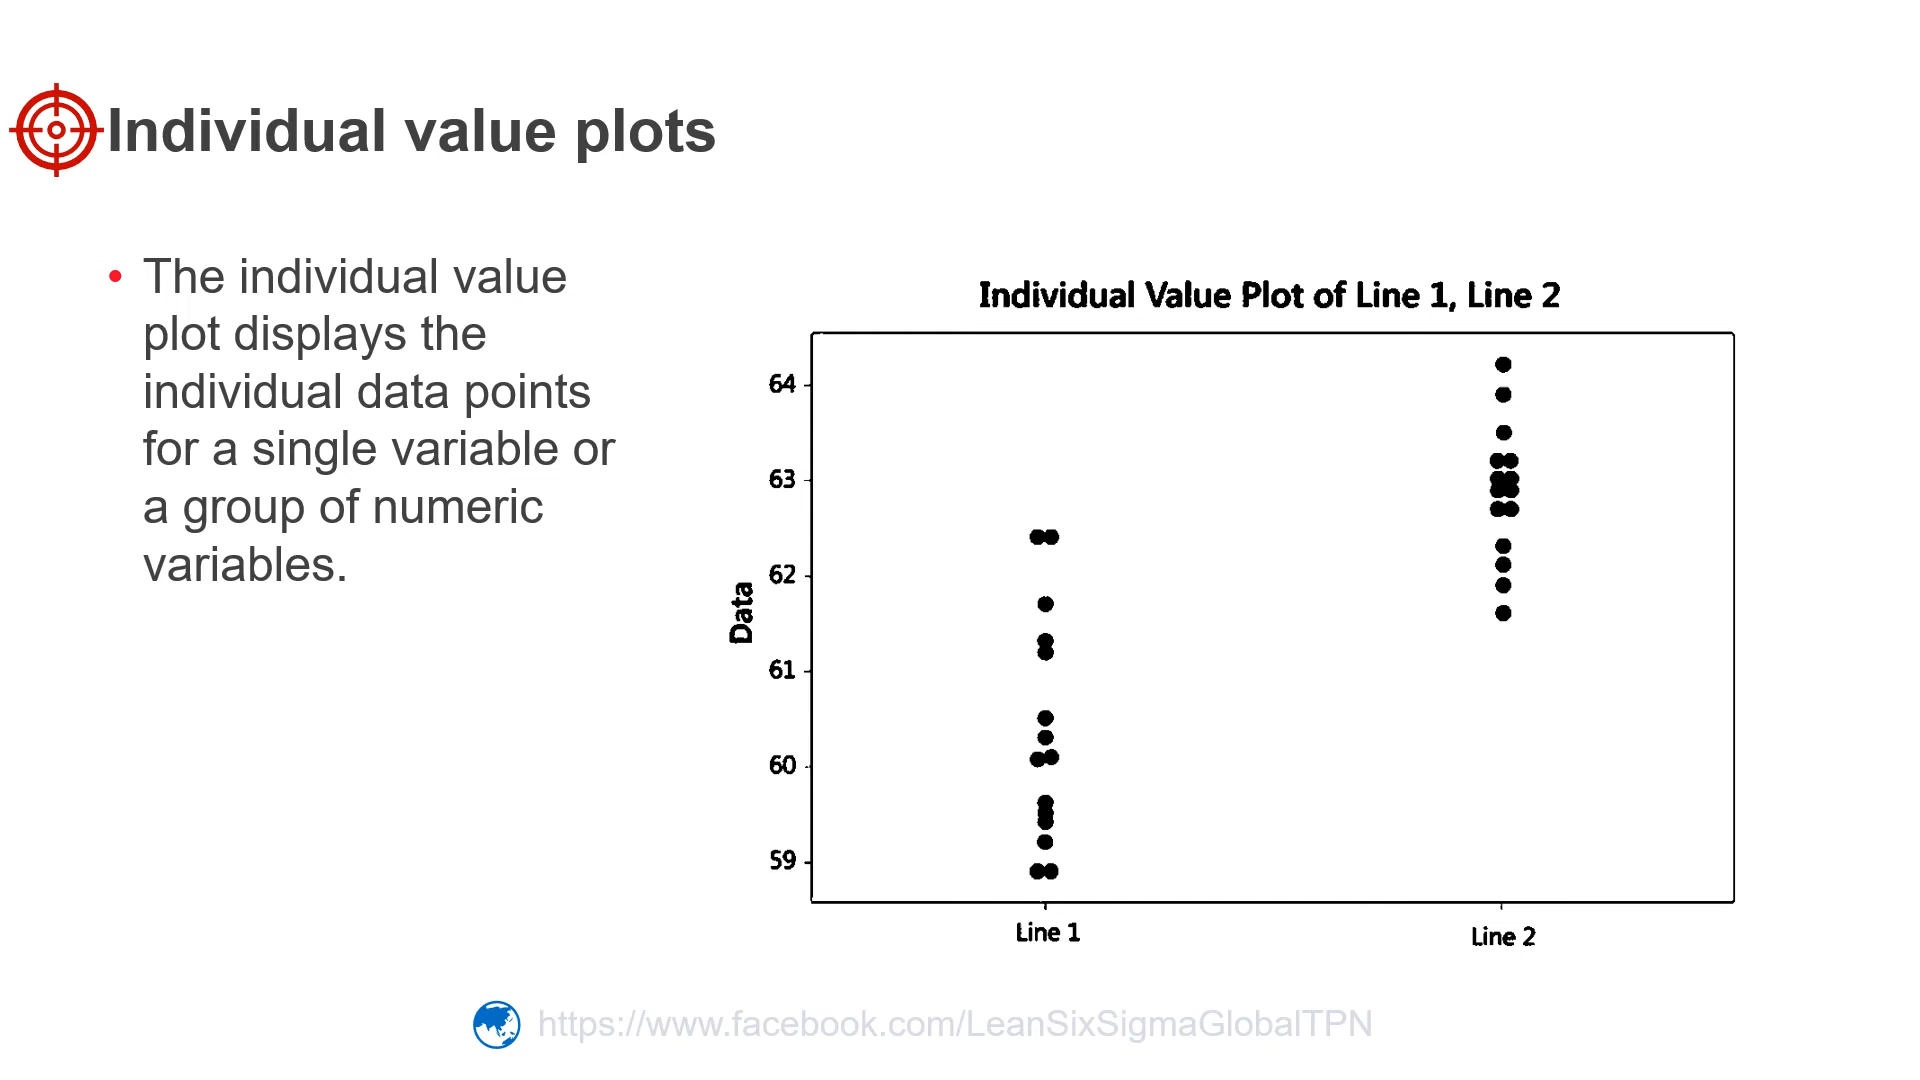 Individual value plots
• The individual value
plot displays the
individual data points
for a single variable or
a group of numeric
variables.
Individual Value Plot of Line 1, Line 2
64
63
62
61
60
59
Data
Line 1
Line 2
https://www.facebook.com/LeanSixSigmaGlobalTPN